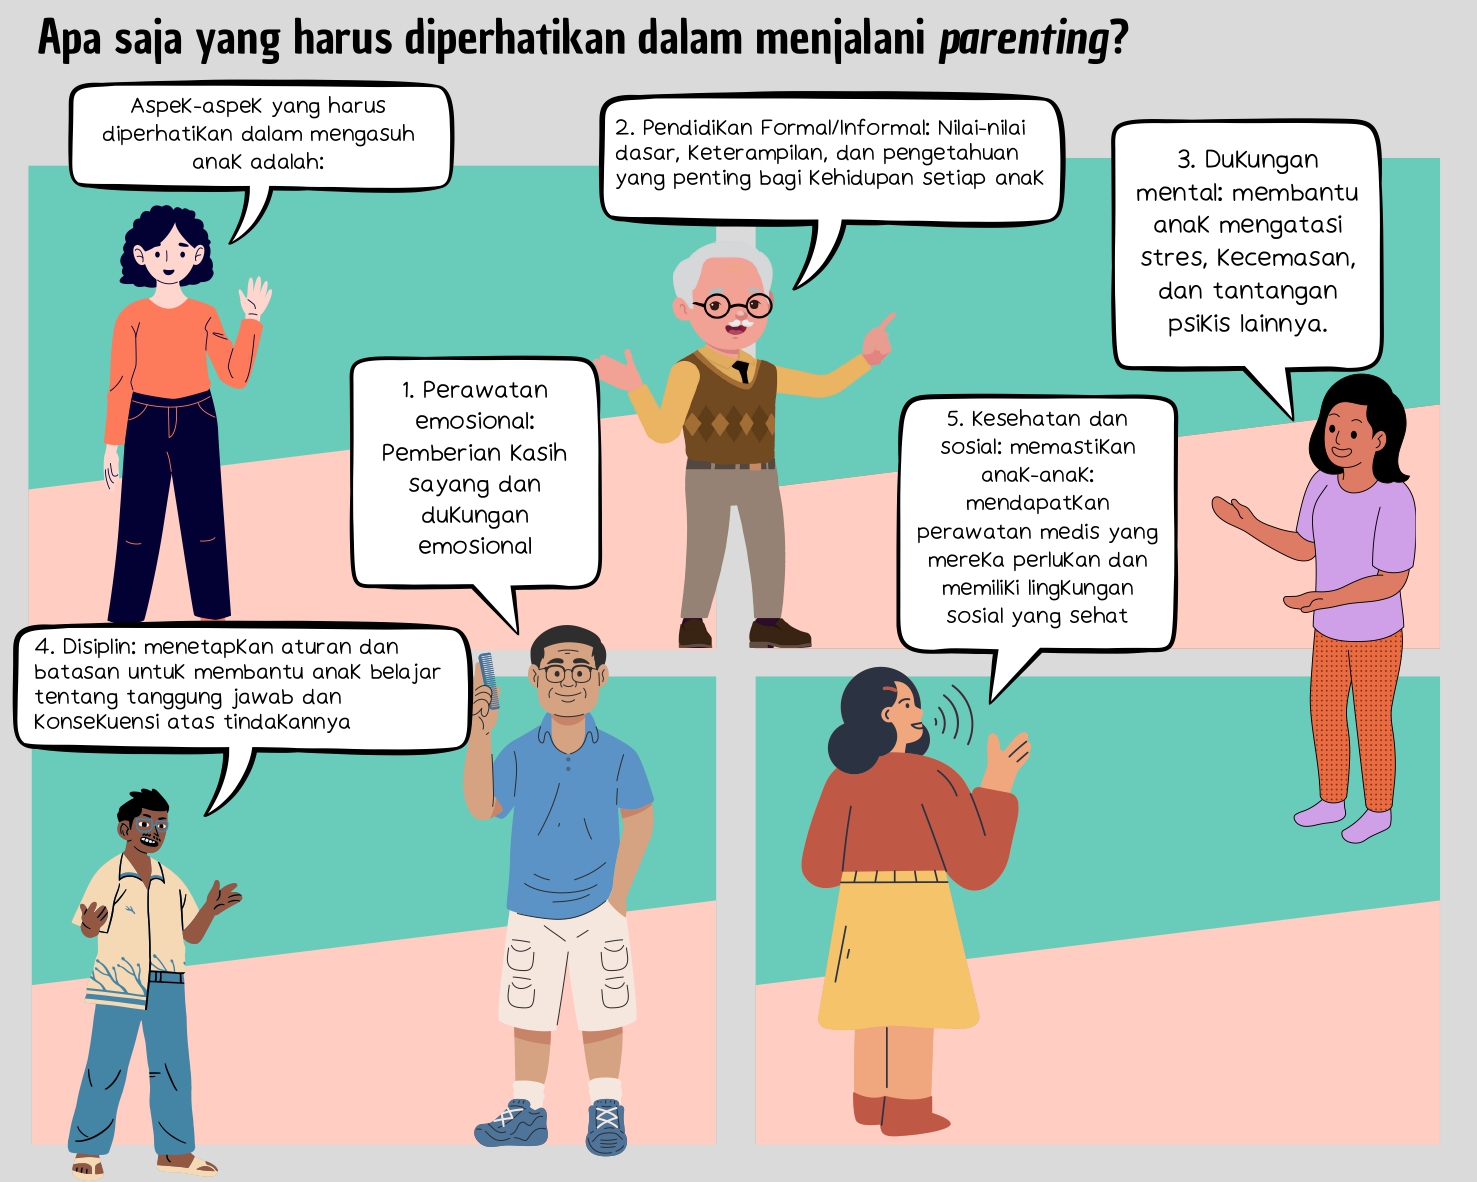 Apa saja yang harus diperhatikan dalam menjalani parenting?
Aspek-aspek yang harus
diperhatikan dalam mengasuh
anak adalah:
1. Perawatan
emosional:
Pemberian kasih
sayang dan
dukungan
emosional
2. Pendidikan Formal/Informal: Nilai-nilai
dasar, keterampilan, dan pengetahuan
yang penting bagi kehidupan setiap anak
3. Dukungan
mental: membantu
anak mengatasi
stres, kecemasan,
dan tantangan
psikis lainnya.
4. Disiplin: menetapkan aturan dan
batasan untuk membantu anak belajar
tentang tanggung jawab dan
konsekuensi atas tindakannya
5. Kesehatan dan
sosial: memastikan
anak-anak:
mendapatkan
perawatan medis yang
mereka perlukan dan
memiliki lingkungan
sosial yang sehat